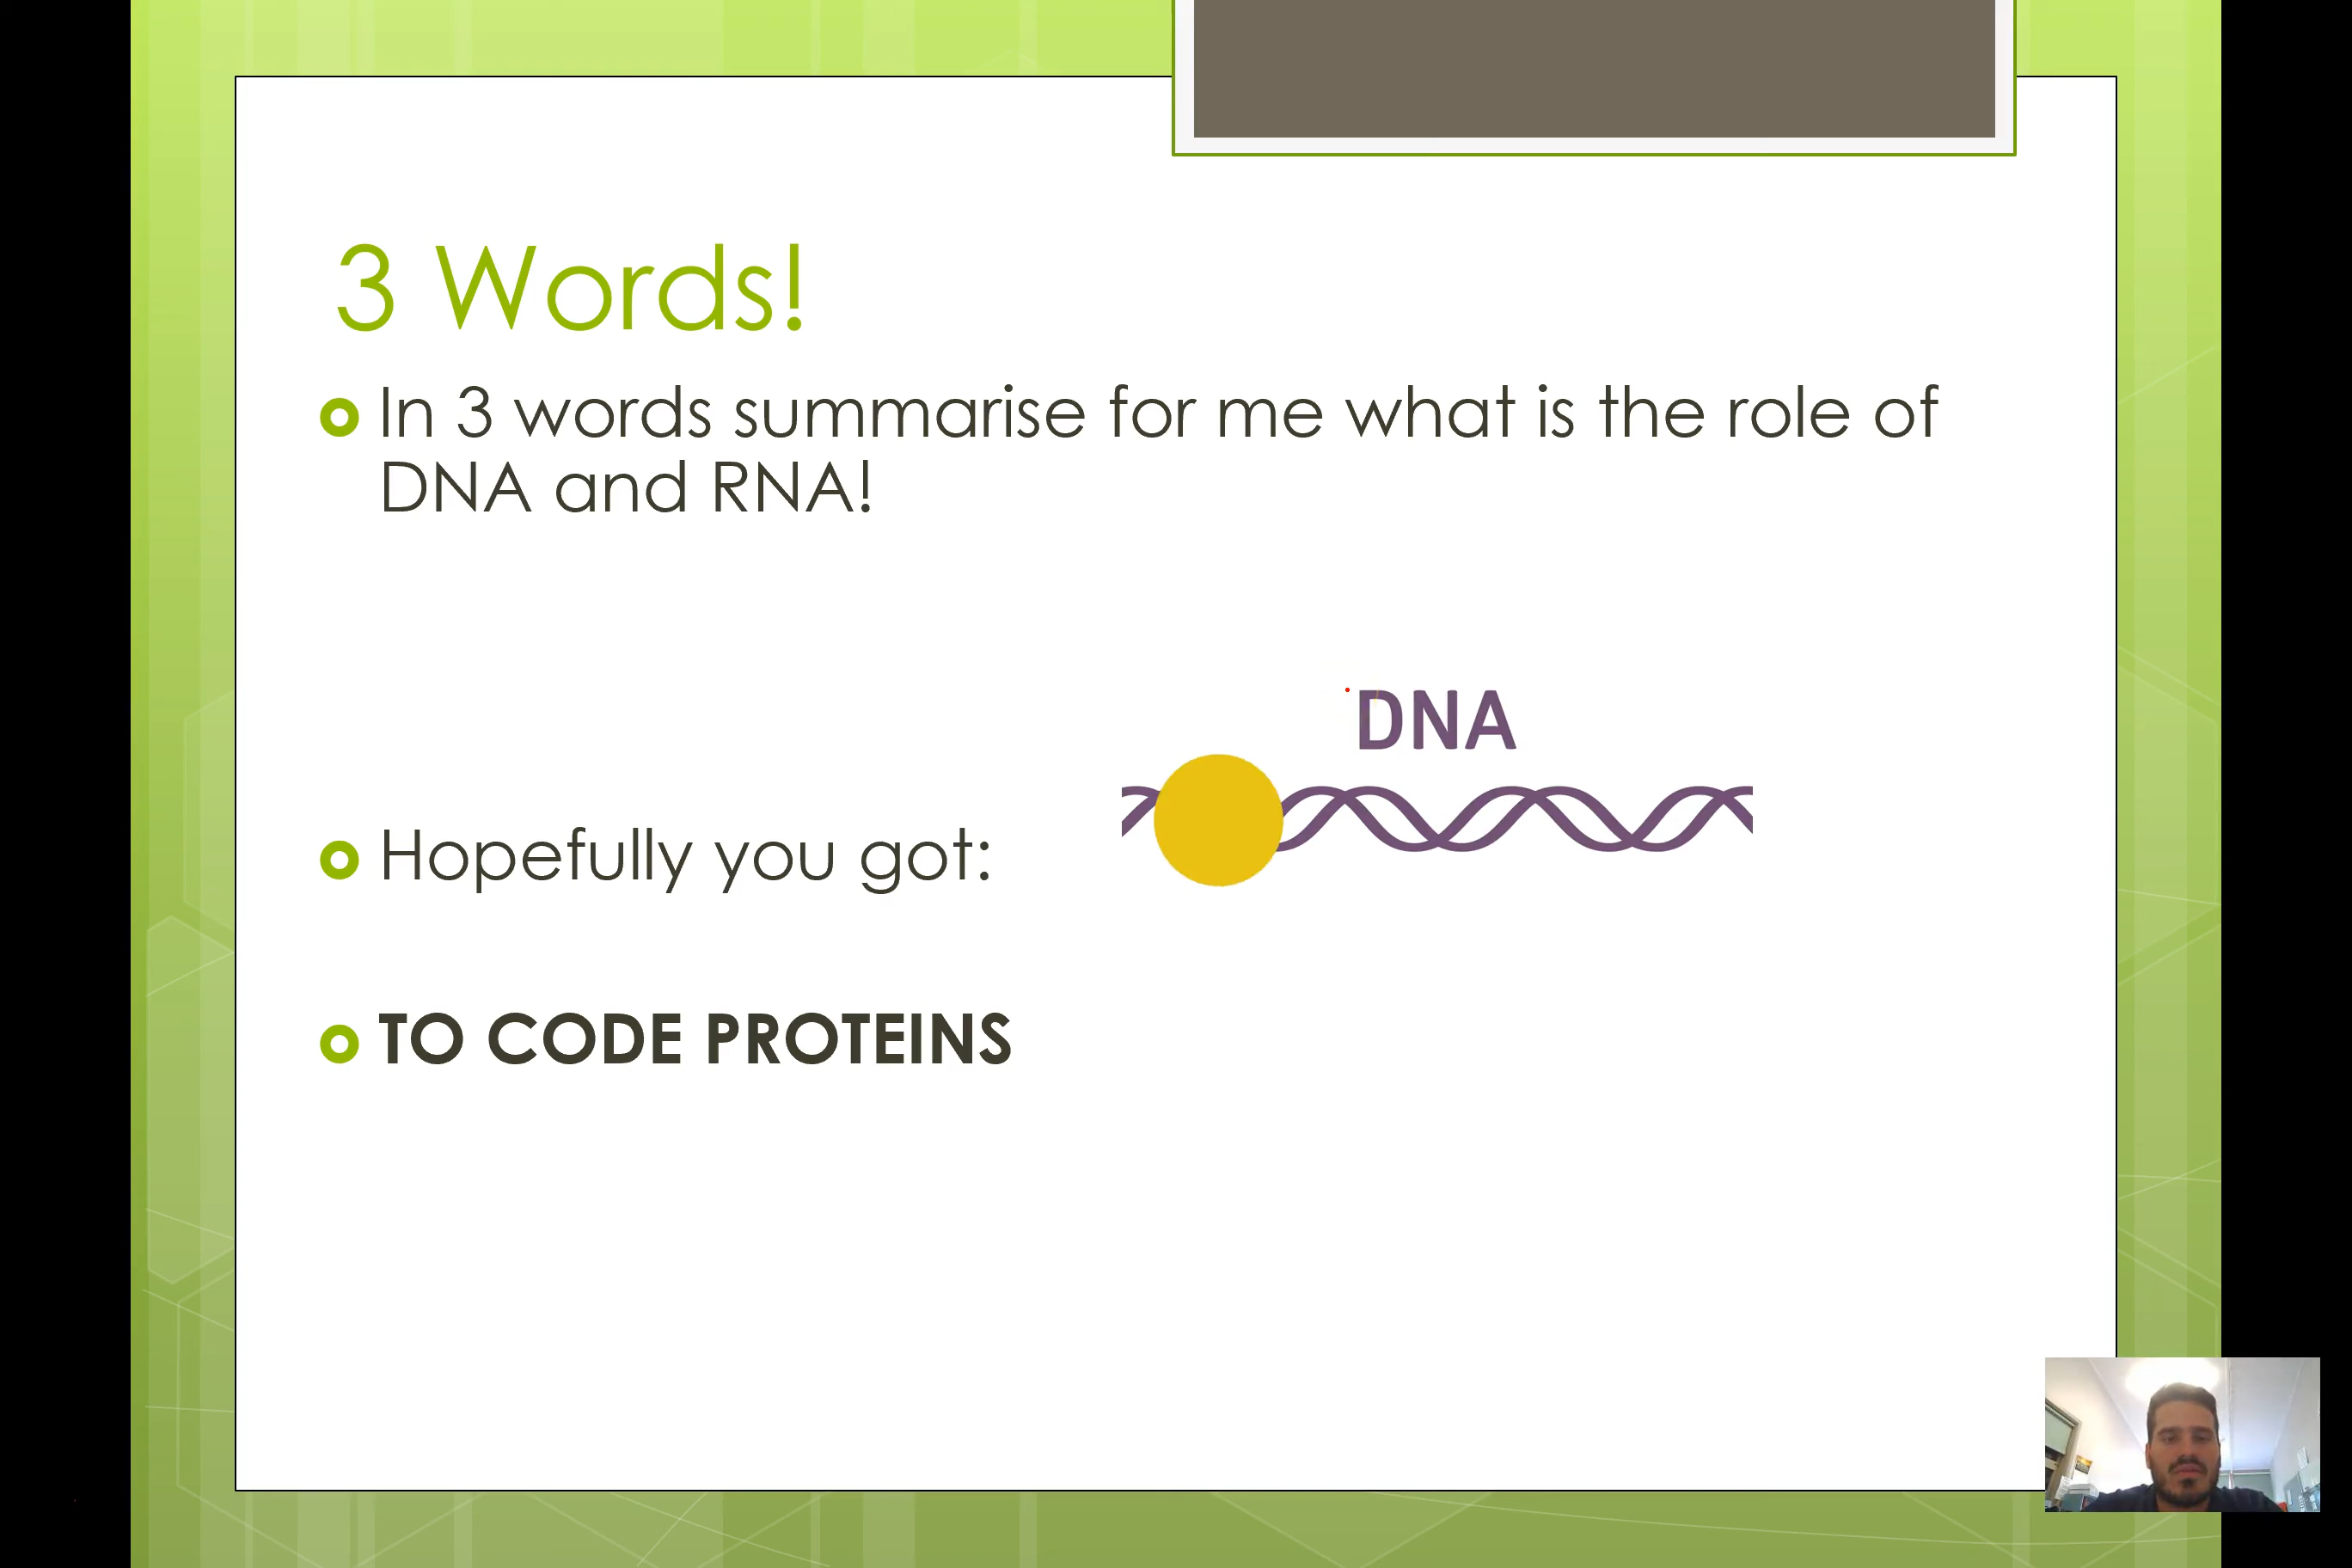 3 Words!
In 3 words summarise for me what is the role of
DNA and RNA!
DNA
Hopefully you got:
TO CODE PROTEINS